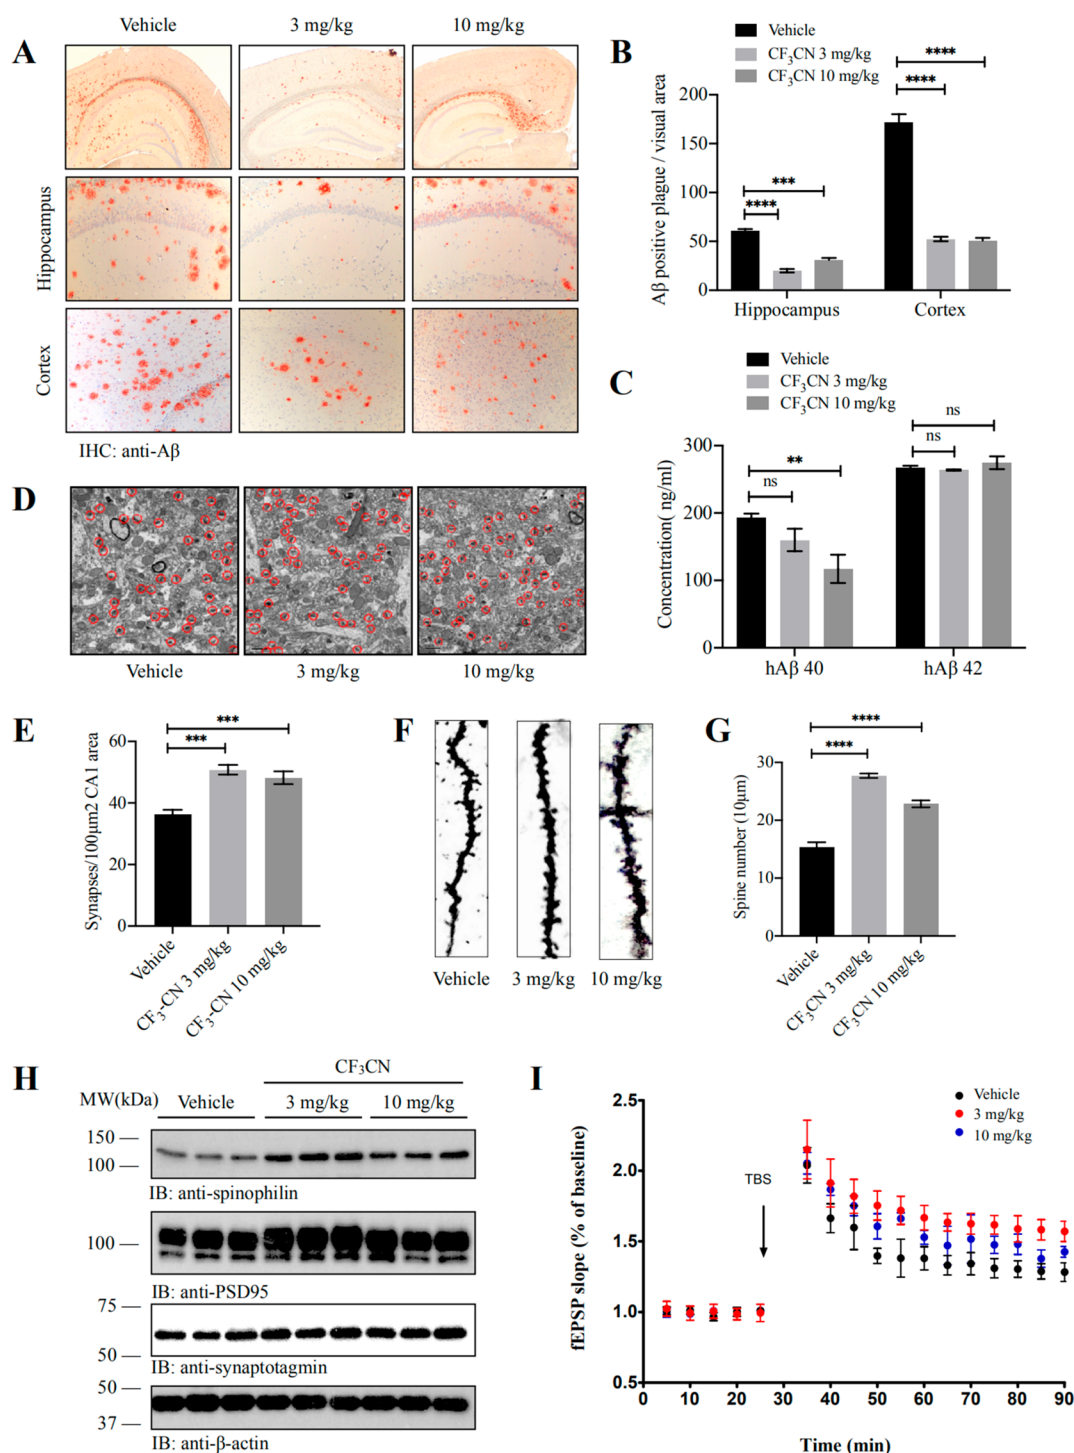 Vehicle 3 mg/kg 10 mg/kg
A
Hippocampus
Cortex
IHC: anti-Aβ
B
Vehicle
CF3CN 3 mg/kg
CF3CN 10 mg/kg
Aβ positive plague / visual area
200
150
100
50
0
****
***
****
****
Hippocampus Cortex
C
Vehicle
CF3CN 3 mg/kg
CF3CN 10 mg/kg
Concentration( ng/ml)
300
200
100
0
**
ns
ns
ns
hAβ 40 hAβ 42
D
Vehicle 3 mg/kg 10 mg/kg
E
Synapses/100μm2 CA1 area
60
40
20
0
***
***
Vehicle
CF3-CN 3 mg/kg
CF3-CN 10 mg/kg
F
Vehicle 3 mg/kg 10 mg/kg
G
Spine number (10μm)
30
20
10
0
****
****
Vehicle
CF3CN 3 mg/kg
CF3CN 10 mg/kg
H
CF3CN
MW(kDa) Vehicle 3 mg/kg 10 mg/kg
150
100
IB: anti-spinophilin
100
IB: anti-PSD95
75
50
IB: anti-synaptotagmin
50
37
IB: anti-β-actin
I
Vehicle
3 mg/kg
10 mg/kg
fEPSP slope (% of baseline)
2.5
2.0
1.5
1.0
0.5
TBS
0 10 20 30 40 50 60 70 80 90
Time (min)